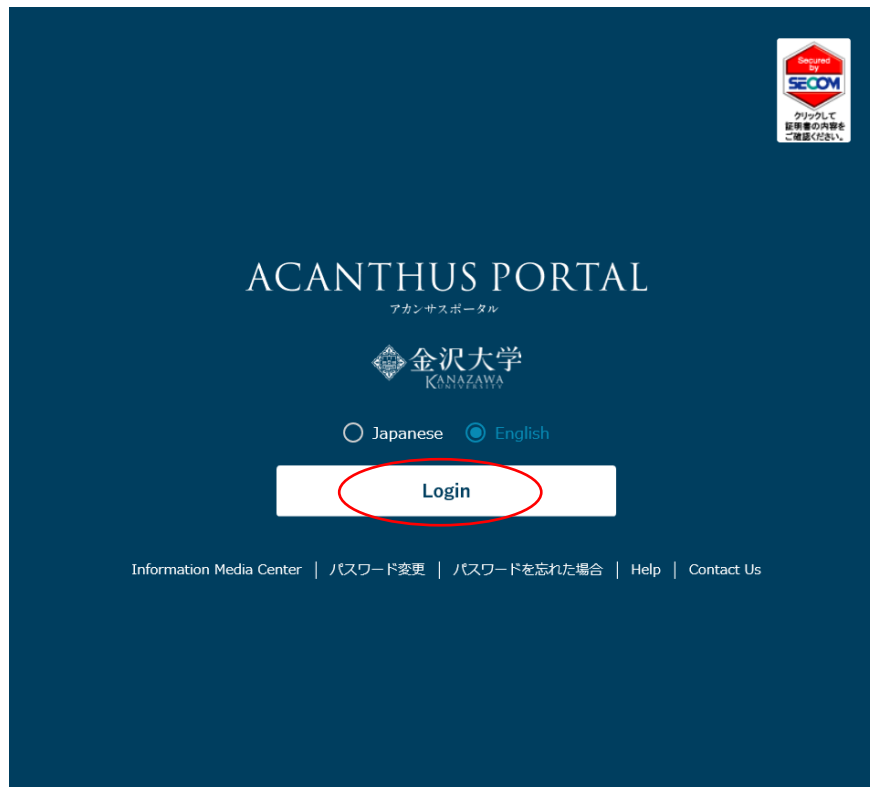 Secured
by
SECOM
クリックして
証明書の内容を
ご確認ください。
ACANTHUS PORTAL
アカンサスポータル
金沢大学
KANAZAWA
UNIVERSITY
Japanese English
Login
Information Media Center | パスワード変更 | パスワードを忘れた場合 | Help | Contact Us